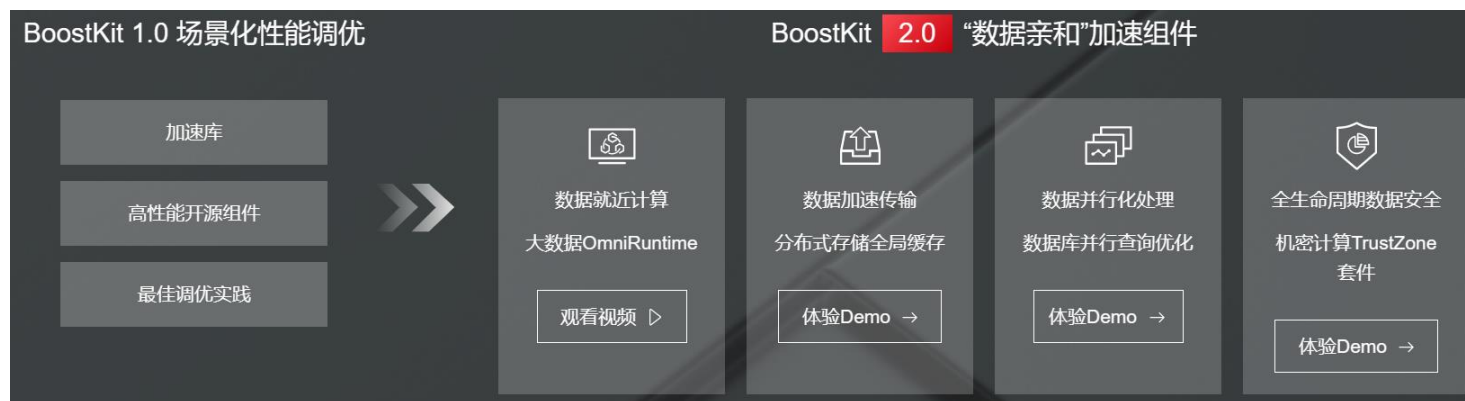 BoostKit 1.0 场景化性能调优
加速库
高性能开源组件
最佳调优实践
BoostKit 2.0 “数据亲和”加速组件
数据就近计算
大数据OmniRuntime
观看视频
数据加速传输
分布式存储全局缓存
体验Demo →
数据并行化处理
数据库并行查询优化
体验Demo →
全生命周期数据安全
机密计算TrustZone
套件
体验Demo →